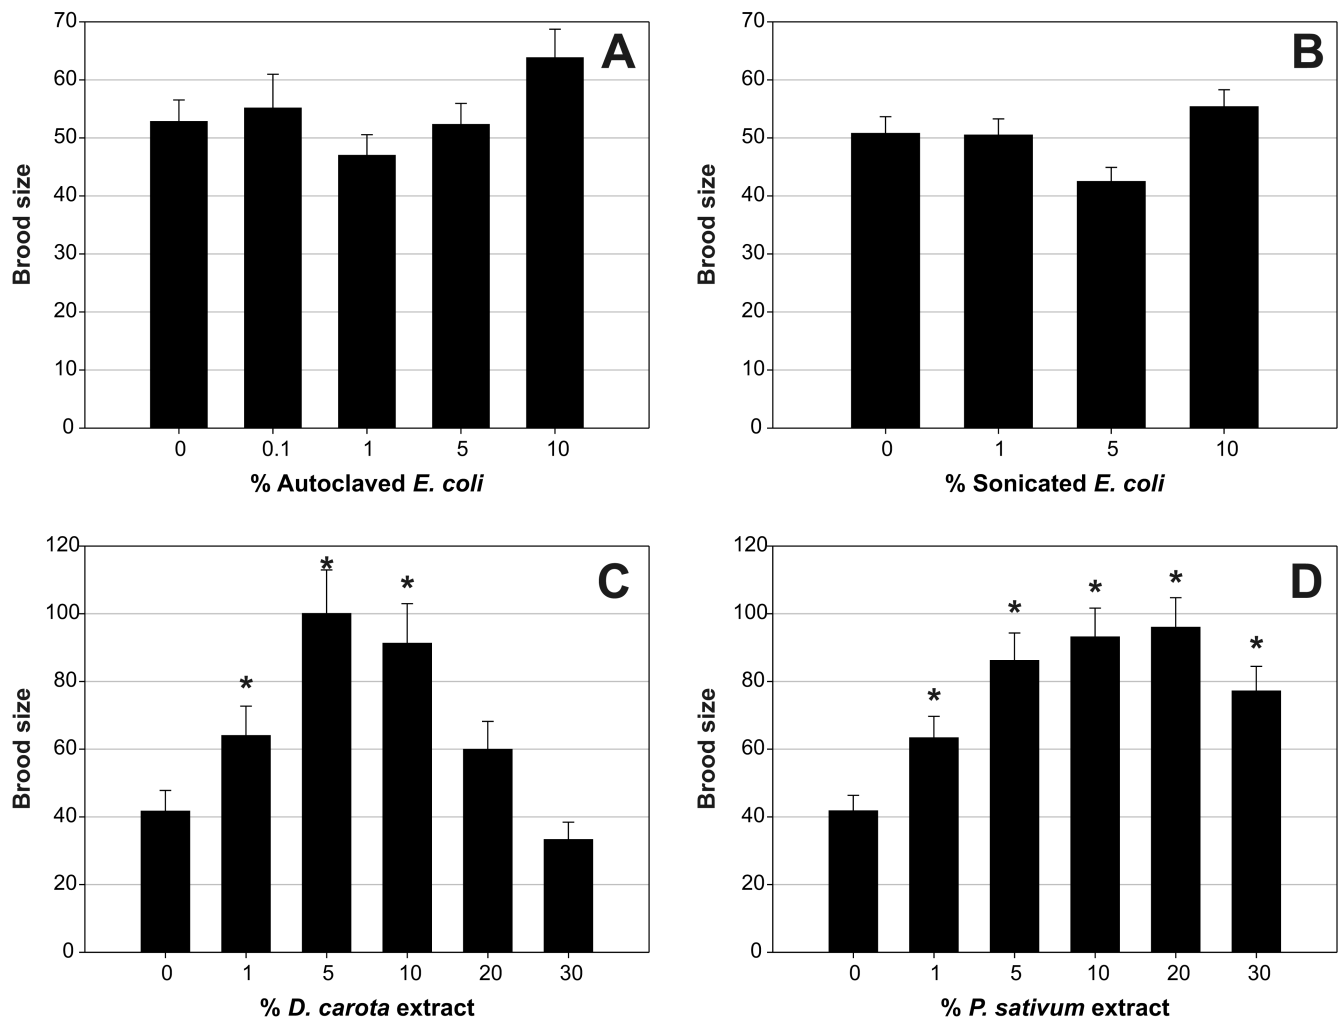 A
Brood size
70
60
50
40
30
20
10
0
0 0.1 1 5 10
% Autoclaved E. coli
B
Brood size
70
60
50
40
30
20
10
0
0 1 5 10
% Sonicated E. coli
C
Brood size
120
100
80
60
40
20
0
* * *
0 1 5 10 20 30
% D. carota extract
D
Brood size
120
100
80
60
40
20
0
* * * * *
0 1 5 10 20 30
% P. sativum extract